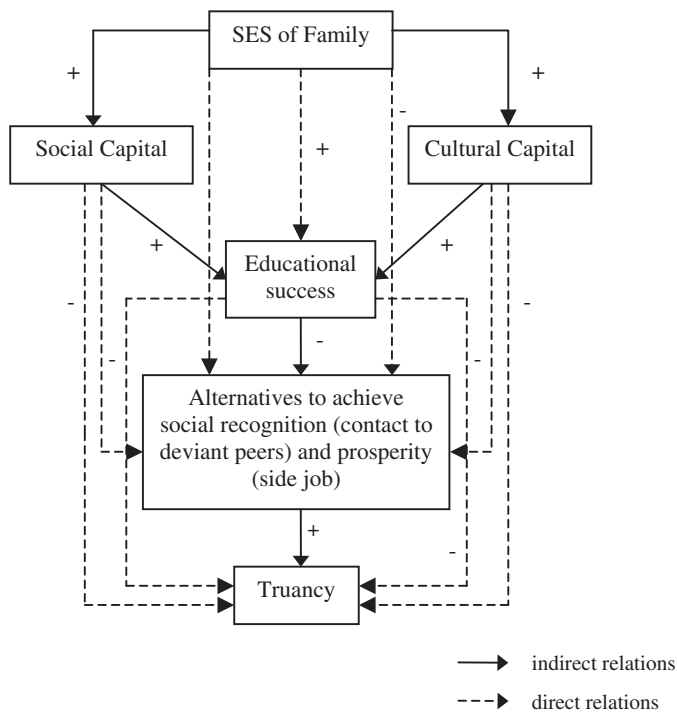 SES of Family
+
+
-
Social Capital
+
Cultural Capital
+
+
Educational
success
-
-
-
-
-
Alternatives to achieve
social recognition (contact to
deviant peers) and prosperity
(side job)
+
-
Truancy
indirect relations
direct relations